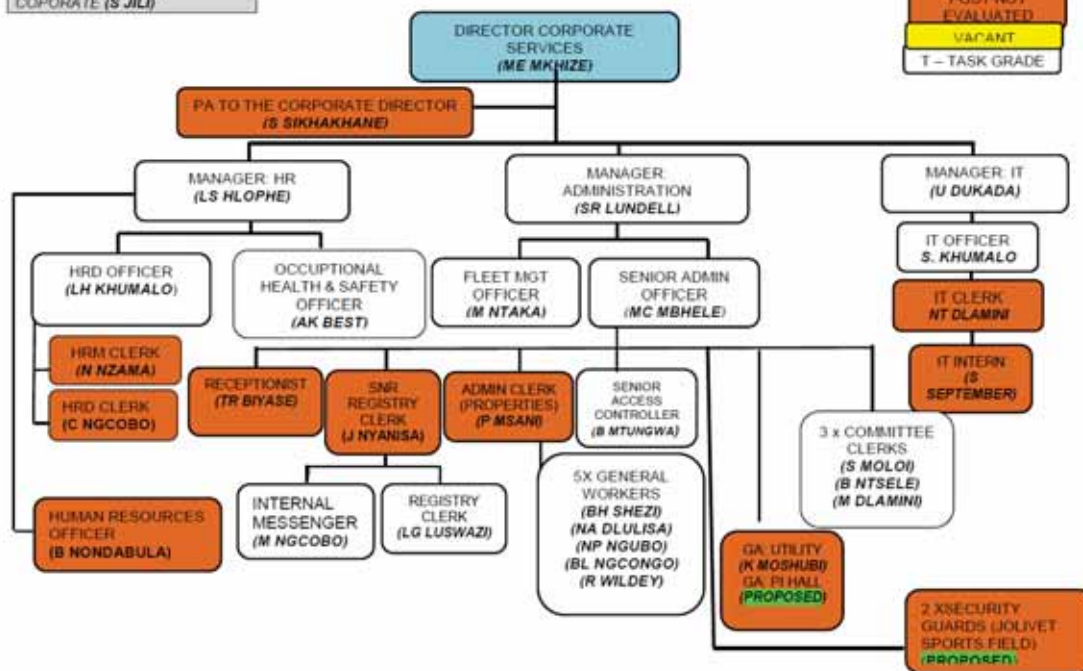 COPORATE (S JILI)
POST NOT
EVALUATED
VACANT
T – TASK GRADE
DIRECTOR CORPORATE
SERVICES
(ME MKHIZE)
PA TO THE CORPORATE DIRECTOR
(S SIKHAKHANE)
MANAGER: HR
(LS HLOPHE)
MANAGER:
ADMINISTRATION
(SR LUNDELL)
MANAGER: IT
(U DUKADA)
HRD OFFICER
(LH KHUMALO)
OCCUPTIONAL
HEALTH & SAFETY
OFFICER
(AK BEST)
FLEET MGT
OFFICER
(M NTAKA)
SENIOR ADMIN
OFFICER
(MC MBHELE)
IT OFFICER
S. KHUMALO
IT CLERK
NT DLAMINI
IT INTERN
(S
SEPTEMBER)
HRM CLERK
(N NZAMA)
HRD CLERK
(C NGCOBO)
RECEPTIONIST
(TR BIYASE)
SNR
REGISTRY
CLERK
(J NYANISA)
ADMIN CLERK
(PROPERTIES)
(P MSANI)
SENIOR
ACCESS
CONTROLLER
(B MTUNGWA)
3 x COMMITTEE
CLERKS
(S MOLOI)
(B NTSELE)
(M DLAMINI)
INTERNAL
MESSENGER
(M NGCOBO)
REGISTRY
CLERK
(LG LUSWAZI)
5X GENERAL
WORKERS
(BH SHEZI)
(NA DLULISA)
(NP NGUBO)
(BL NGCONGO)
(R WILDEY)
HUMAN RESOURCES
OFFICER
(B NONDABULA)
GA: UTILITY
(K MOSHUBI)
GA: PI HALL
(PROPOSED)
2 XSECURITY
GUARDS (JOLIVET
SPORTS FIELD)
(PROPOSED)